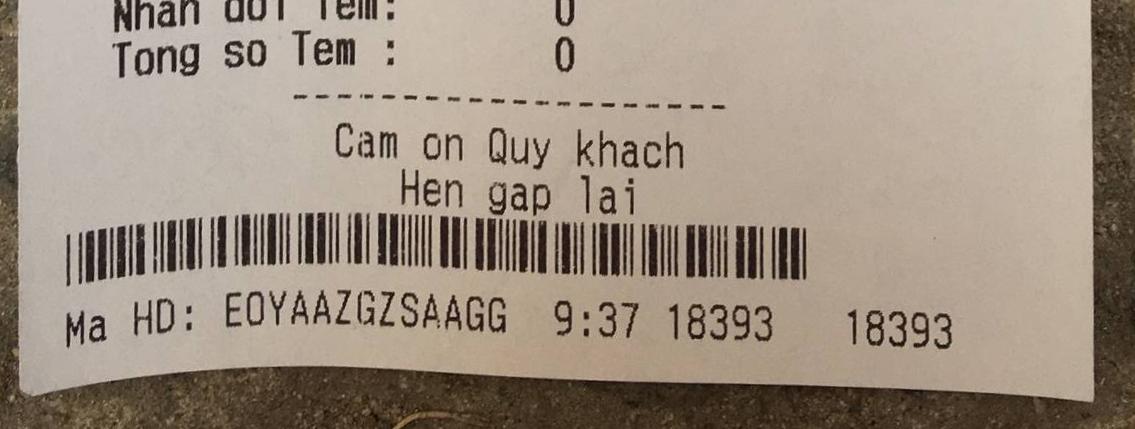 Nhan doi Tem: 0
Tong so Tem : 0
--------------------
Cam on Quy khach
Hen gap lai
Ma HD: EOYAAZGZSAAGG 9:37 18393 18393